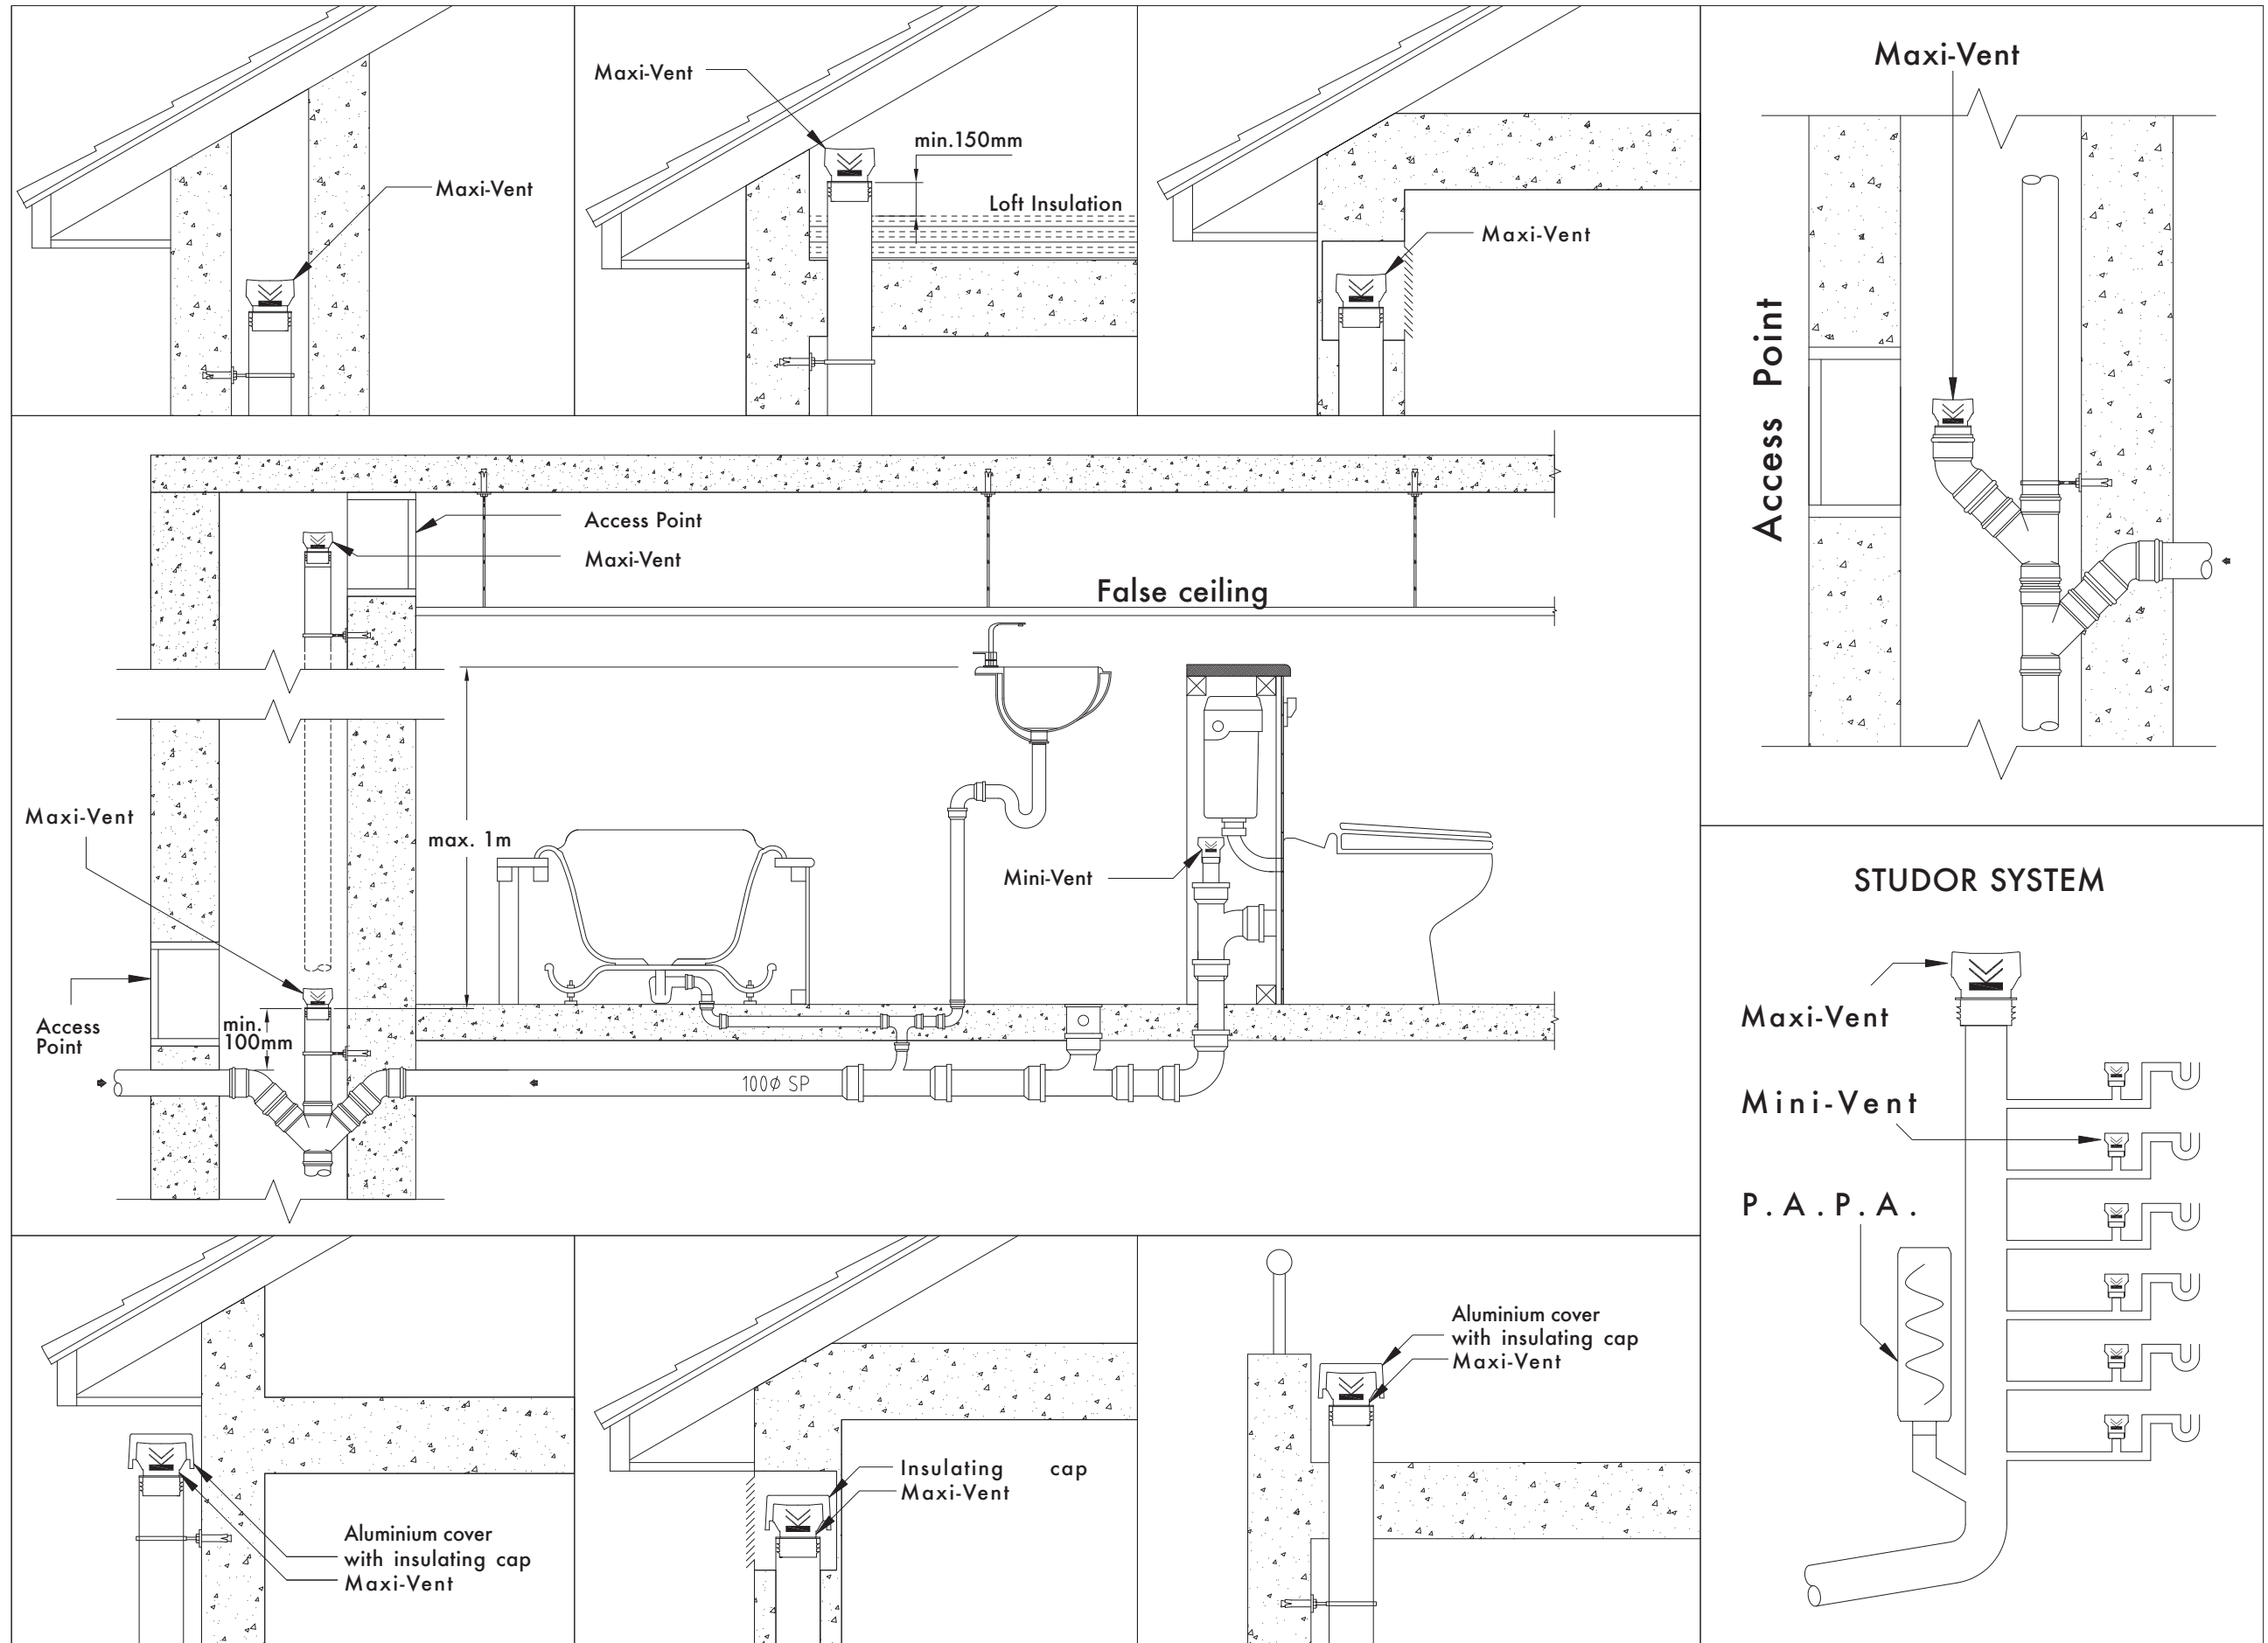 Maxi-Vent
Maxi-Vent
min.150mm
Loft Insulation
Maxi-Vent
Maxi-Vent
Access Point
Access Point
Maxi-Vent
False ceiling
Maxi-Vent
max. 1m
Mini-Vent
Access
Point
min.
100mm
100Ø SP
STUDOR SYSTEM
Maxi-Vent
Mini-Vent
P.A.P.A.
Aluminium cover
with insulating cap
Maxi-Vent
Insulating cap
Maxi-Vent
Aluminium cover
with insulating cap
Maxi-Vent